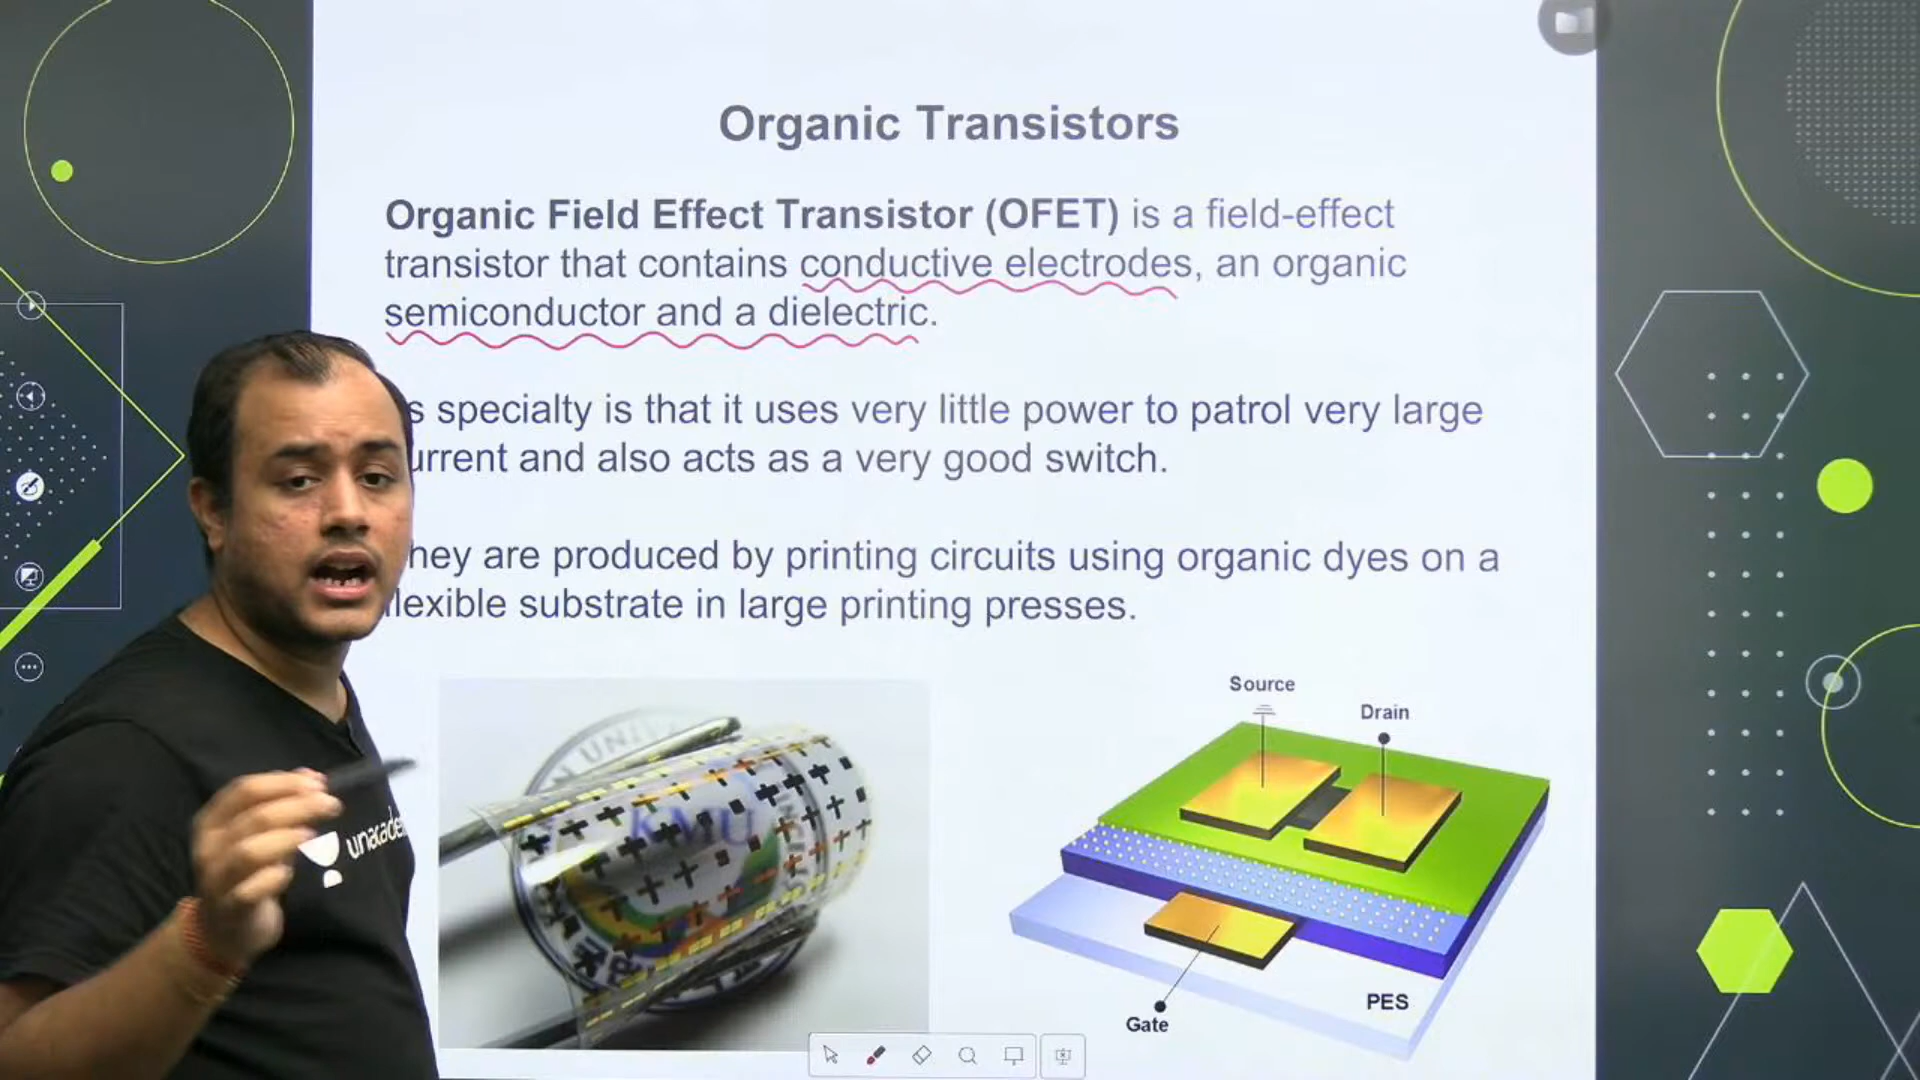 Organic Transistors
Organic Field Effect Transistor (OFET) is a field-effect
transistor that contains conductive electrodes, an organic
semiconductor and a dielectric.
specialty is that it uses very little power to patrol very large
and also acts as a very good switch.
are produced by printing circuits using organic dyes on a
flexible substrate in large printing presses.
Source
Drain
KMU
PES
Gate